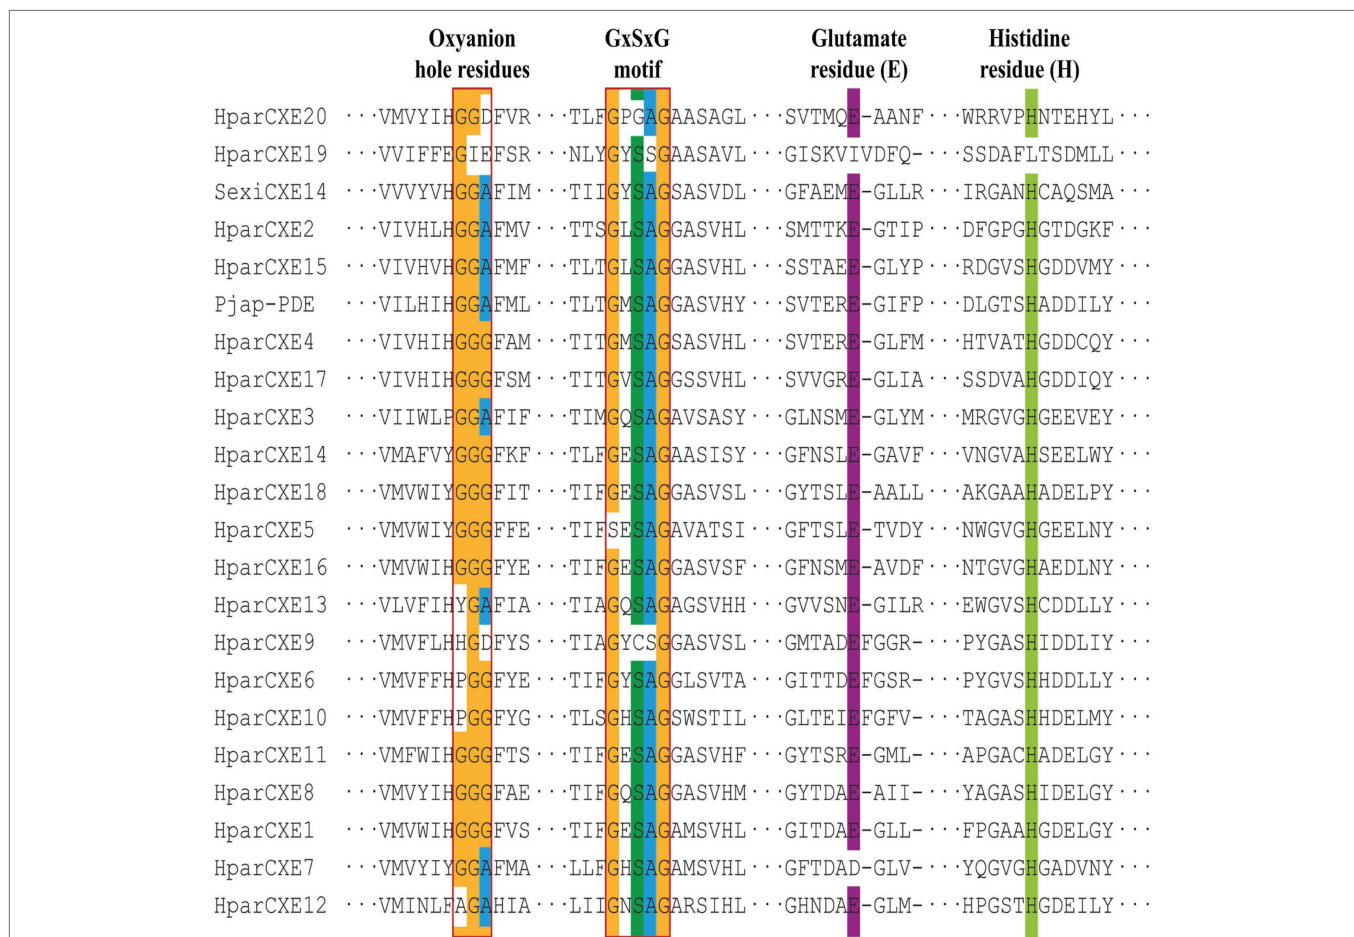 Oxyanion hole residues GxSxG motif Glutamate residue (E) Histidine residue (H)
HparCXE20 ···VMVYIHGGDFVR ···TLFGPGAGAASAGL ···SVTMQE-AANF ···WRRVPHNTEHYL···
HparCXE19 ···VVIFFEGIEFSR ···NLYGYSSGAASAVL ···GISKVIVDFQ- ···SSDAFLTSDMLL···
SexiCXE14 ···VVVYVHGGAFIM ···TIIGYSAGSASVDL ···GFAEME-GLLR ···IRGANHCAQSMA···
HparCXE2 ···VIVHLHGGAFMV ···TTSGLSAGGASVHL ···SMTTKE-GTIP ···DFGPGHGTDGKF···
HparCXE15 ···VIVHVHGGAFMF ···TLTGLSAGGASVHL ···SSTAEE-GLYP ···RDGVSHGDDVMY···
Pjap-PDE ···VILHIHGGAFML ···TLTGMSAGGASVHY ···SVTERE-GIFP ···DLGTSHADDILY···
HparCXE4 ···VIVHIHGGGFAM ···TITGMSAGSASVHL ···SVTERE-GLFM ···HTVATHGDDCQY···
HparCXE17 ···VIVHIHGGGFSM ···TITGVSAGGSSVHL ···SVVGRE-GLIA ···SSDVAHGDDIQY···
HparCXE3 ···VIIWLPGGAFIF ···TIMGQSAGAVSASY ···GLNSME-GLYM ···MRGVGHGEEVEY···
HparCXE14 ···VMAFVYGGGFKF ···TLFGESAGAASISY ···GFNSLE-GAVF ···VNGVAHSEELWY···
HparCXE18 ···VMVWIYGGGFIT ···TIFGESAGGASVSL ···GYTSLE-AALL ···AKGAAHADELPY···
HparCXE5 ···VMVWIYGGGFFE ···TIFSESAGAVATSI ···GFTSLE-TVDY ···NWGVGHGEELNY···
HparCXE16 ···VMVWIHGGGFYE ···TIFGESAGGASVSF ···GFNSME-AVDF ···NTGVGHAEDLNY···
HparCXE13 ···VLVFIHYGAFIA ···TIAGQSAGAGSVHH ···GVVSNE-GILR ···EWGVSHCDDLLY···
HparCXE9 ···VMVFLHHGDFYS ···TIAGYCSGGASVSL ···GMTADEFGGR- ···PYGASHIDDLIY···
HparCXE6 ···VMVFFHPGGFYE ···TIFGYSAGGLSVTA ···GITTDEFGSR- ···PYGVSHHDDLLY···
HparCXE10 ···VMVFFHPGGFYG ···TLSGHSAGSWSTIL ···GLTEIEFGFV- ···TAGASHHDELMY···
HparCXE11 ···VMFWIHGGGFTS ···TIFGESAGGASVHF ···GYTSRE-GML- ···APGACHADELGY···
HparCXE8 ···VMVYIHGGGFAE ···TIFGQSAGGASVHM ···GYTDAE-AII- ···YAGASHIDELGY···
HparCXE1 ···VMVWIHGGGFVS ···TIFGESAGAMSVHL ···GITDAE-GLL- ···FPGAAHGDELGY···
HparCXE7 ···VMVYIYGGAFMA ···LLFGHSAGAMSVHL ···GFTDAD-GLV- ···YQGVGHGADVNY···
HparCXE12 ···VMINLFAGAHIA ···LIIGNSAGARSIHL ···GHNDAE-GLM- ···HPGSTHGDEILY···